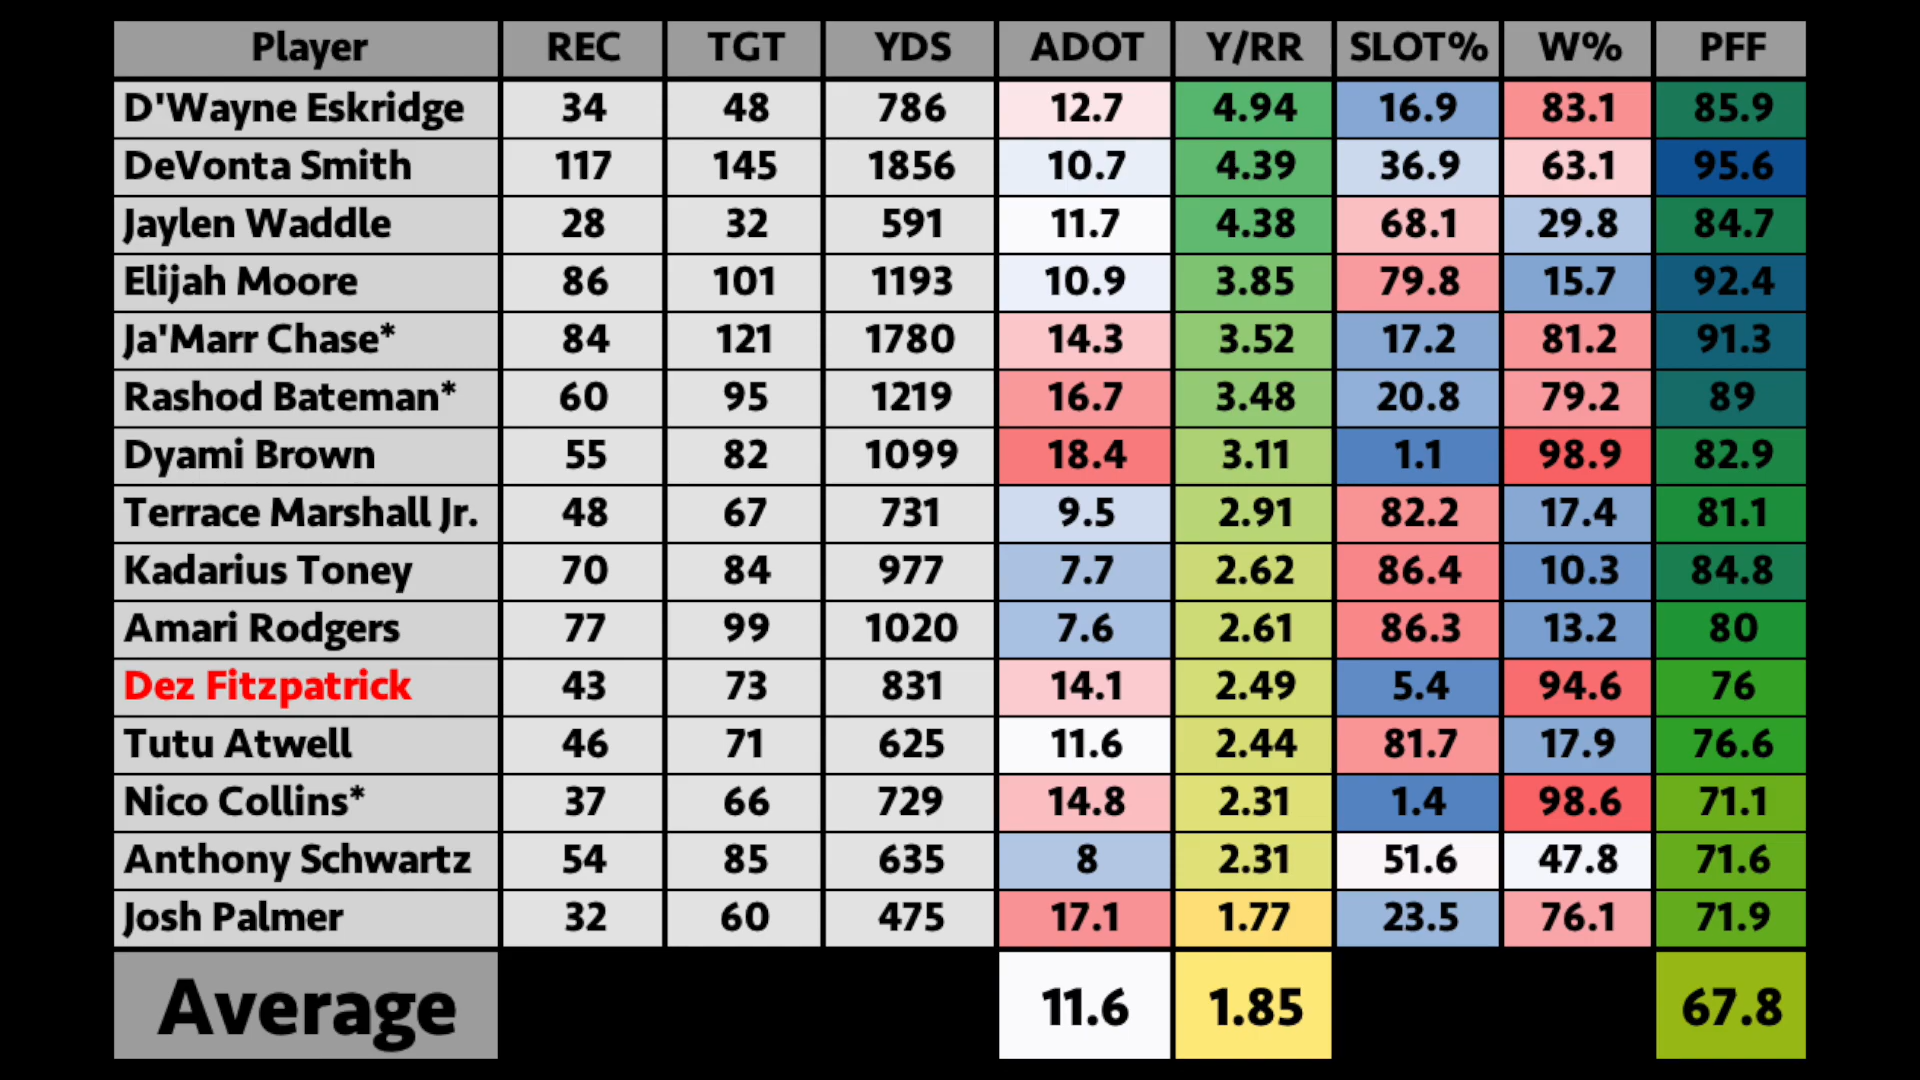 Player REC TGT YDS ADOT Y/RR SLOT% W% PFF
D'Wayne Eskridge 34 48 786 12.7 4.94 16.9 83.1 85.9
DeVonta Smith 117 145 1856 10.7 4.39 36.9 63.1 95.6
Jaylen Waddle 28 32 591 11.7 4.38 68.1 29.8 84.7
Elijah Moore 86 101 1193 10.9 3.85 79.8 15.7 92.4
Ja'Marr Chase* 84 121 1780 14.3 3.52 17.2 81.2 91.3
Rashod Bateman* 60 95 1219 16.7 3.48 20.8 79.2 89
Dyami Brown 55 82 1099 18.4 3.11 1.1 98.9 82.9
Terrace Marshall Jr. 48 67 731 9.5 2.91 82.2 17.4 81.1
Kadarius Toney 70 84 977 7.7 2.62 86.4 10.3 84.8
Amari Rodgers 77 99 1020 7.6 2.61 86.3 13.2 80
Dez Fitzpatrick 43 73 831 14.1 2.49 5.4 94.6 76
Tutu Atwell 46 71 625 11.6 2.44 81.7 17.9 76.6
Nico Collins* 37 66 729 14.8 2.31 1.4 98.6 71.1
Anthony Schwartz 54 85 635 8 2.31 51.6 47.8 71.6
Josh Palmer 32 60 475 17.1 1.77 23.5 76.1 71.9
Average 11.6 1.85 67.8